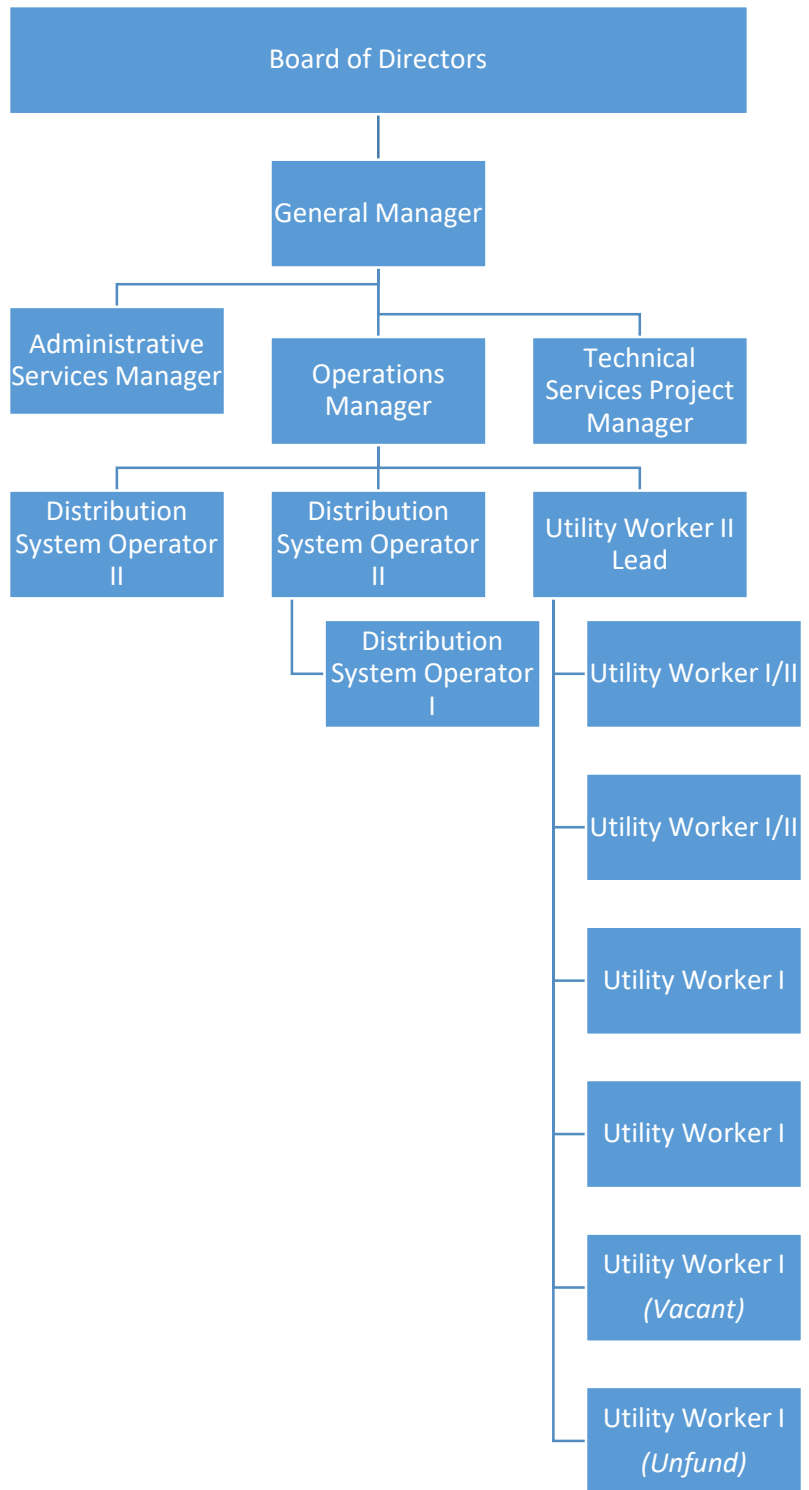 Board of Directors
General Manager
Administrative
Services Manager
Operations
Manager
Technical
Services Project
Manager
Distribution
System Operator
II
Distribution
System Operator
II
Utility Worker II
Lead
Distribution
System Operator
I
Utility Worker I/II
Utility Worker I/II
Utility Worker I
Utility Worker I
Utility Worker I
(Vacant)
Utility Worker I
(Unfund)